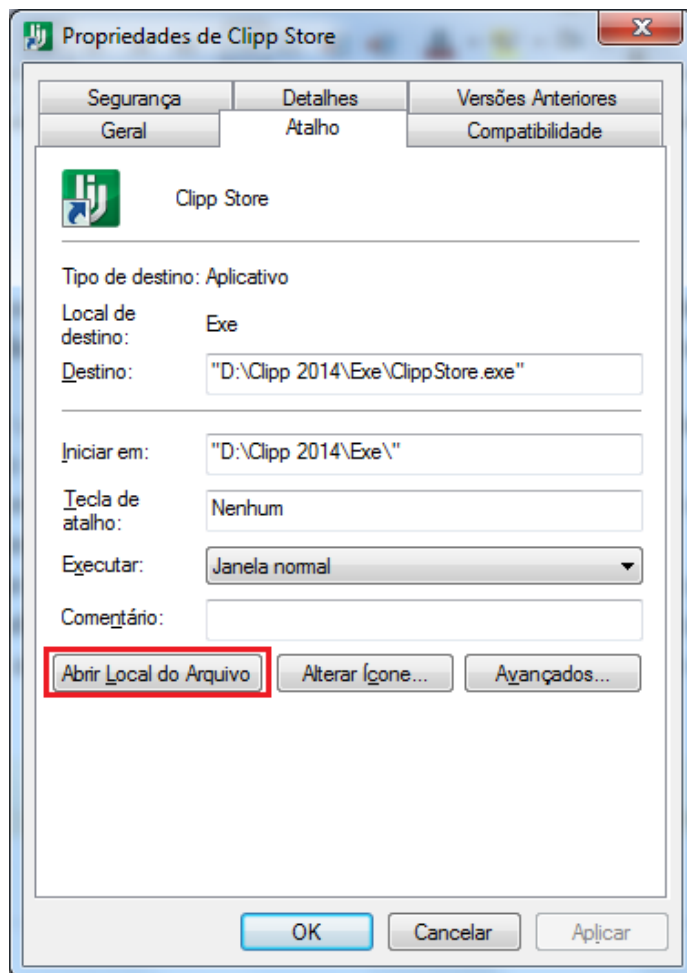 Propriedades de Clipp Store
Segurança Detalhes Versões Anteriores
Geral Atalho Compatibilidade
Clipp Store
Tipo de destino: Aplicativo
Local de destino: Exe
Destino: "D:\Clipp 2014\Exe\ClippStore.exe"
Iniciar em: "D:\Clipp 2014\Exe\"
Tecla de atalho: Nenhum
Executar: Janela normal
Comentário:
Abrir Local do Arquivo Alterar Ícone... Avançados...
OK Cancelar Aplicar